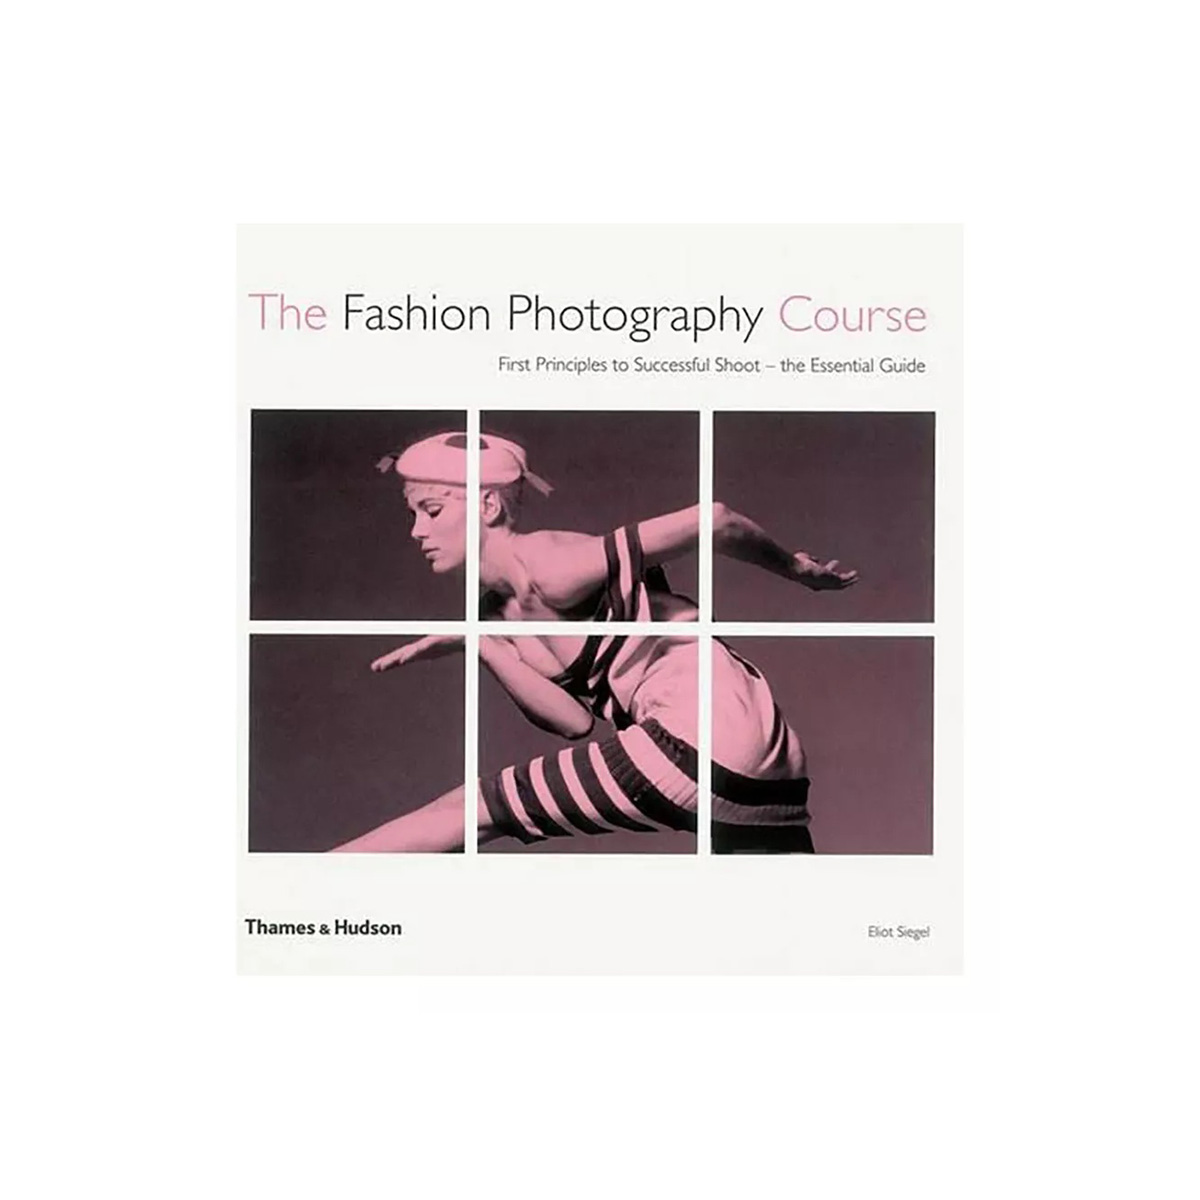 The Fashion Photography Course
First Principles to Successful Shoot – the Essential Guide
Thames & Hudson
Eliot Siegel